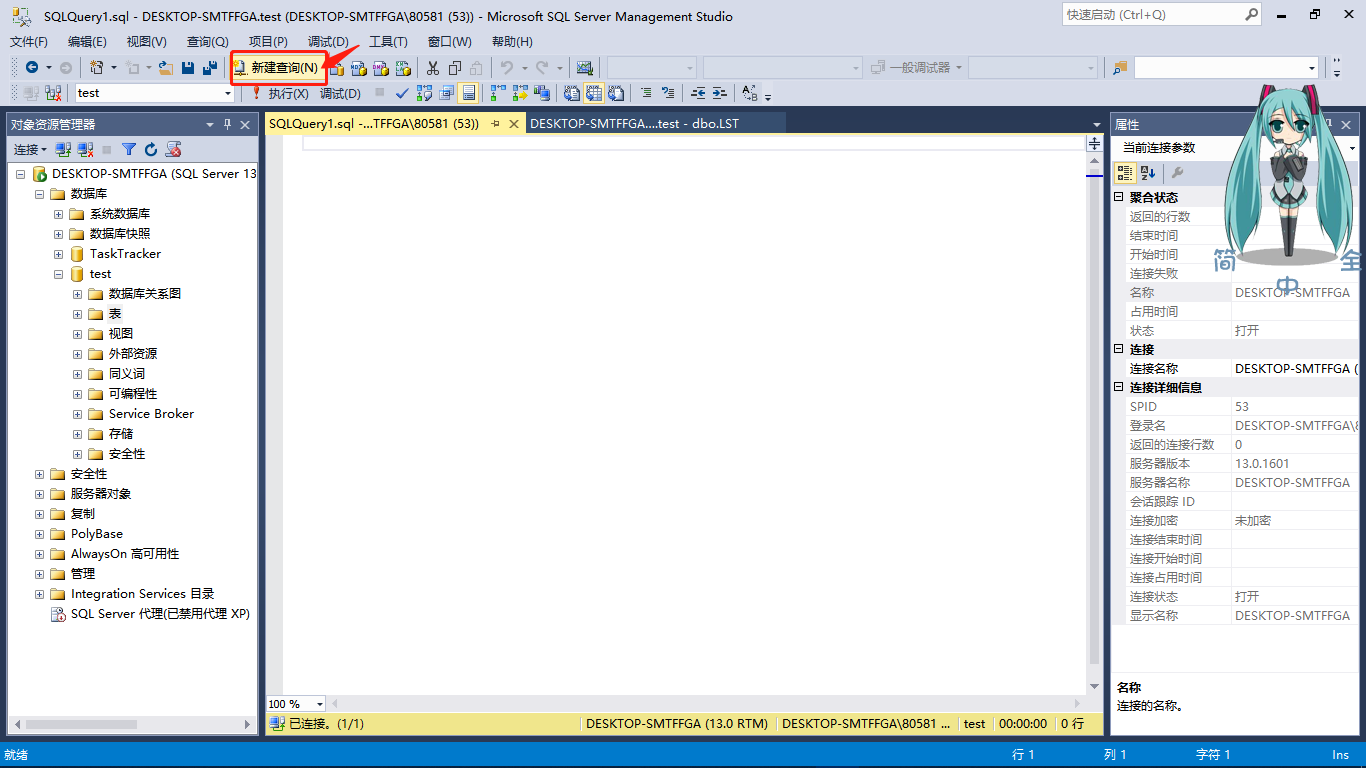 SQLQuery1.sql - DESKTOP-SMTFFGA.test (DESKTOP-SMTFFGA\80581 (53)) - Microsoft SQL Server Management Studio
快速启动 (Ctrl+Q)
文件(F) 编辑(E) 视图(V) 查询(Q) 项目(P) 调试(D) 工具(T) 窗口(W) 帮助(H)
新建查询(N) 一般调试器
test 执行(X) 调试(D)
对象资源管理器
连接
DESKTOP-SMTFFGA (SQL Server 13
数据库
系统数据库
数据库快照
TaskTracker
test
数据库关系图
表
视图
外部资源
同义词
可编程性
Service Broker
存储
安全性
安全性
服务器对象
复制
PolyBase
AlwaysOn 高可用性
管理
Integration Services 目录
SQL Server 代理(已禁用代理 XP)
SQLQuery1.sql -...TFFGA\80581 (53)) DESKTOP-SMTFFGA....test - dbo.LST
100 %
已连接。(1/1) DESKTOP-SMTFFGA (13.0 RTM) DESKTOP-SMTFFGA\80581 ... test 00:00:00 0 行
属性
当前连接参数
聚合状态
返回的行数
结束时间
开始时间
连接失败
名称 DESKTOP-SMTFFGA
占用时间
状态 打开
连接
连接名称 DESKTOP-SMTFFGA (
连接详细信息
SPID 53
登录名 DESKTOP-SMTFFGA\8
返回的连接行数 0
服务器版本 13.0.1601
服务器名称 DESKTOP-SMTFFGA
会话跟踪 ID
连接加密 未加密
连接结束时间
连接开始时间
连接占用时间
连接状态 打开
显示名称 DESKTOP-SMTFFGA
名称
连接的名称。
简 中 全
就绪 行 1 列 1 字符 1 Ins